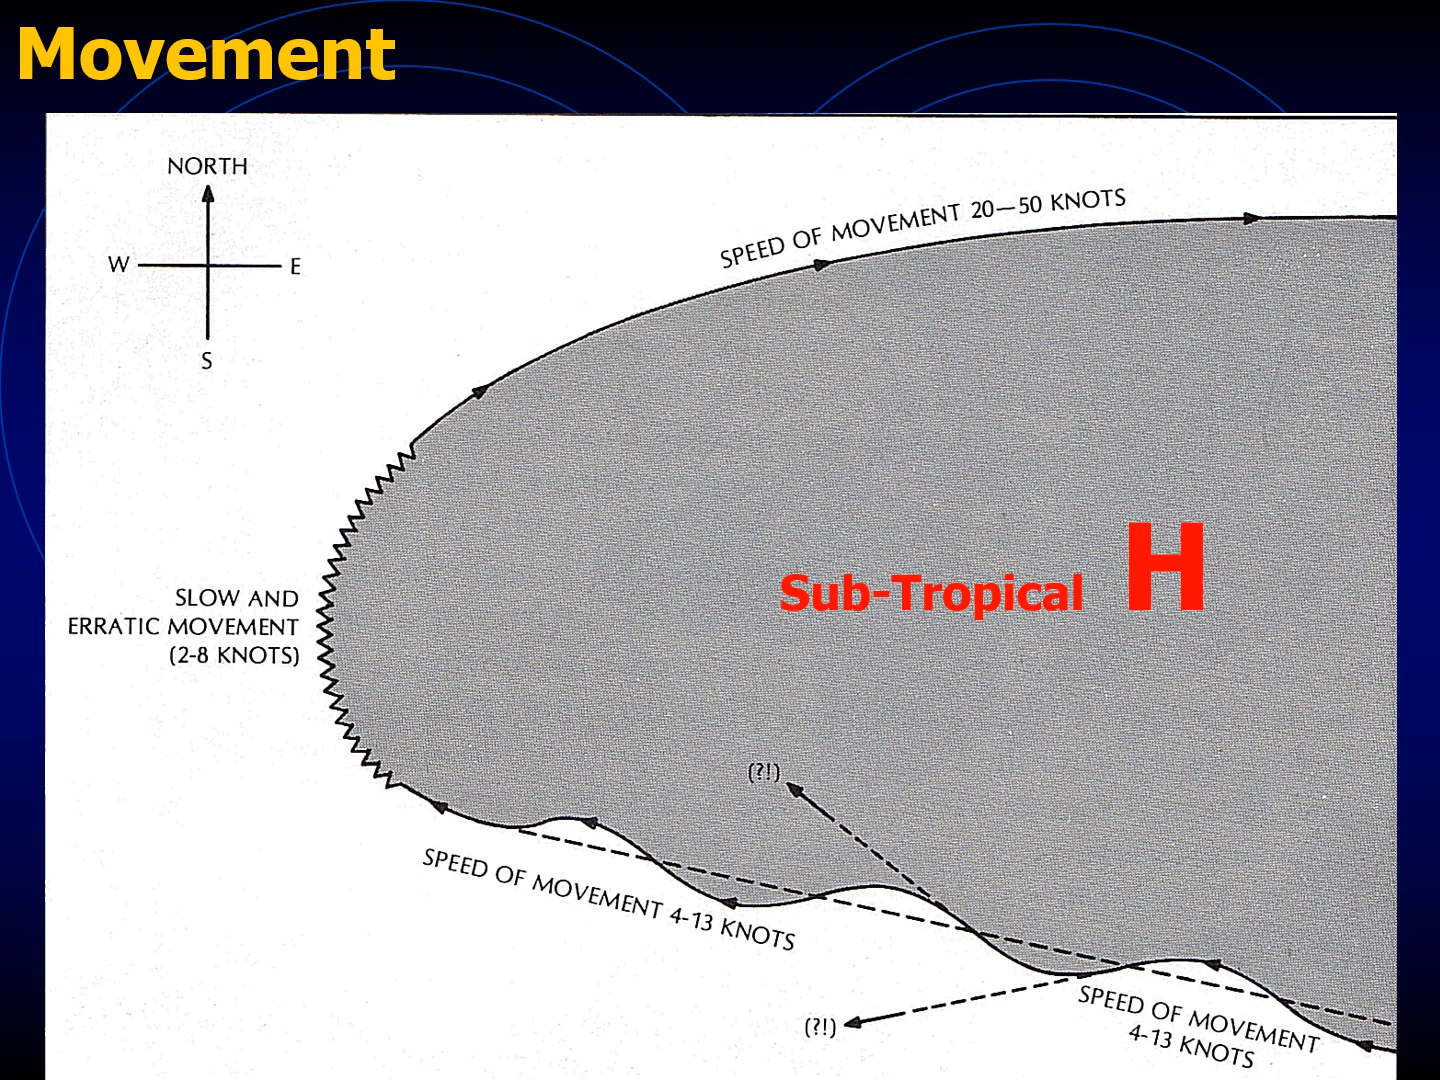 Movement
NORTH
W
E
S
SPEED OF MOVEMENT 20—50 KNOTS
SLOW AND
ERRATIC MOVEMENT
(2-8 KNOTS)
Sub-Tropical H
(?!)
SPEED OF MOVEMENT 4-13 KNOTS
(?!)
SPEED OF MOVEMENT
4-13 KNOTS